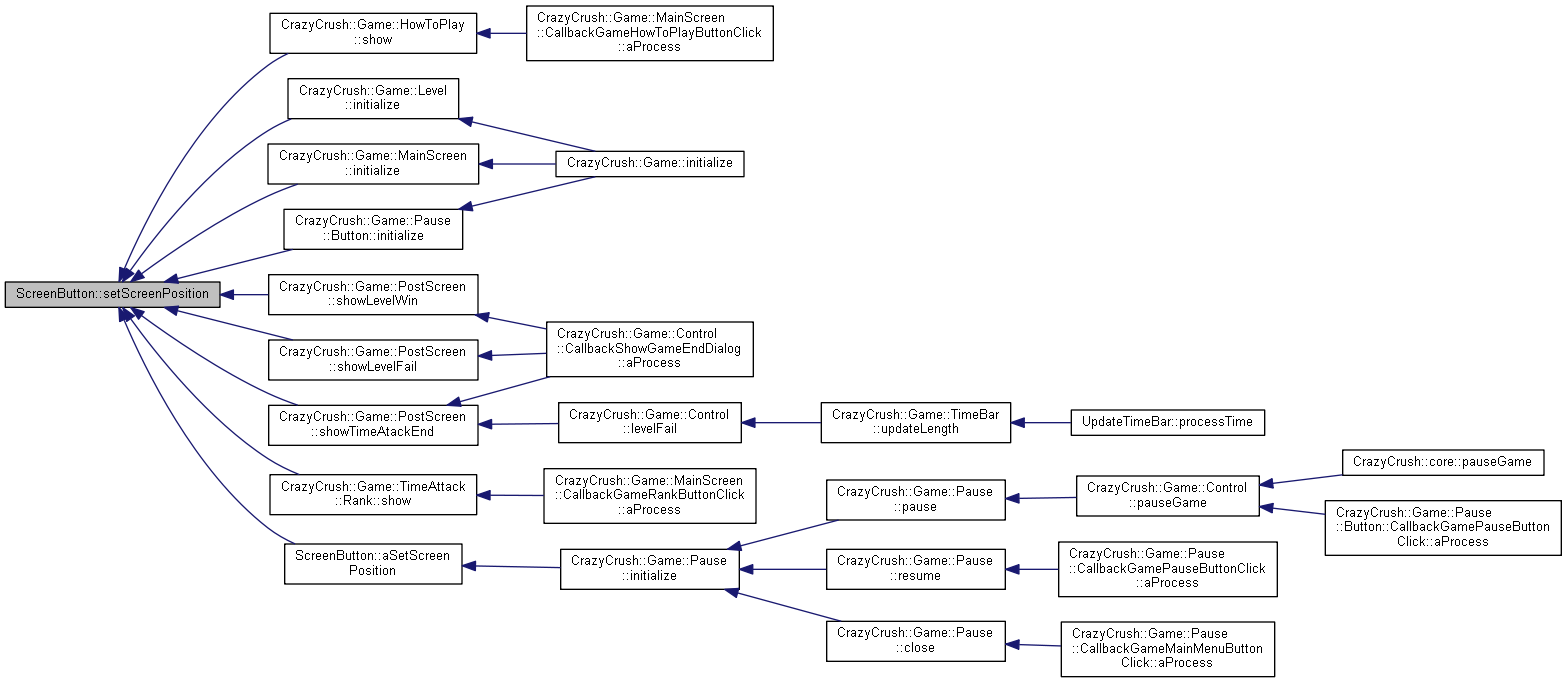 CrazyCrush::Game::HowToPlay
::show
CrazyCrush::Game::MainScreen
::CallbackGameHowToPlayButtonClick
::aProcess
CrazyCrush::Game::Level
::initialize
CrazyCrush::Game::MainScreen
::initialize
CrazyCrush::Game::initialize
CrazyCrush::Game::Pause
::Button::initialize
ScreenButton::setScreenPosition
CrazyCrush::Game::PostScreen
::showLevelWin
CrazyCrush::Game::Control
::CallbackShowGameEndDialog
::aProcess
CrazyCrush::Game::PostScreen
::showLevelFail
CrazyCrush::Game::PostScreen
::showTimeAtackEnd
CrazyCrush::Game::Control
::levelFail
CrazyCrush::Game::TimeBar
::updateLength
UpdateTimeBar::processTime
CrazyCrush::Game::TimeAttack
::Rank::show
CrazyCrush::Game::MainScreen
::CallbackGameRankButtonClick
::aProcess
CrazyCrush::Game::Pause
::pause
CrazyCrush::Game::Control
::pauseGame
CrazyCrush::core::pauseGame
CrazyCrush::Game::Pause
::Button::CallbackGamePauseButton
Click::aProcess
ScreenButton::aSetScreen
Position
CrazyCrush::Game::Pause
::initialize
CrazyCrush::Game::Pause
::resume
CrazyCrush::Game::Pause
::CallbackGamePauseButtonClick
::aProcess
CrazyCrush::Game::Pause
::close
CrazyCrush::Game::Pause
::CallbackGameMainMenuButton
Click::aProcess